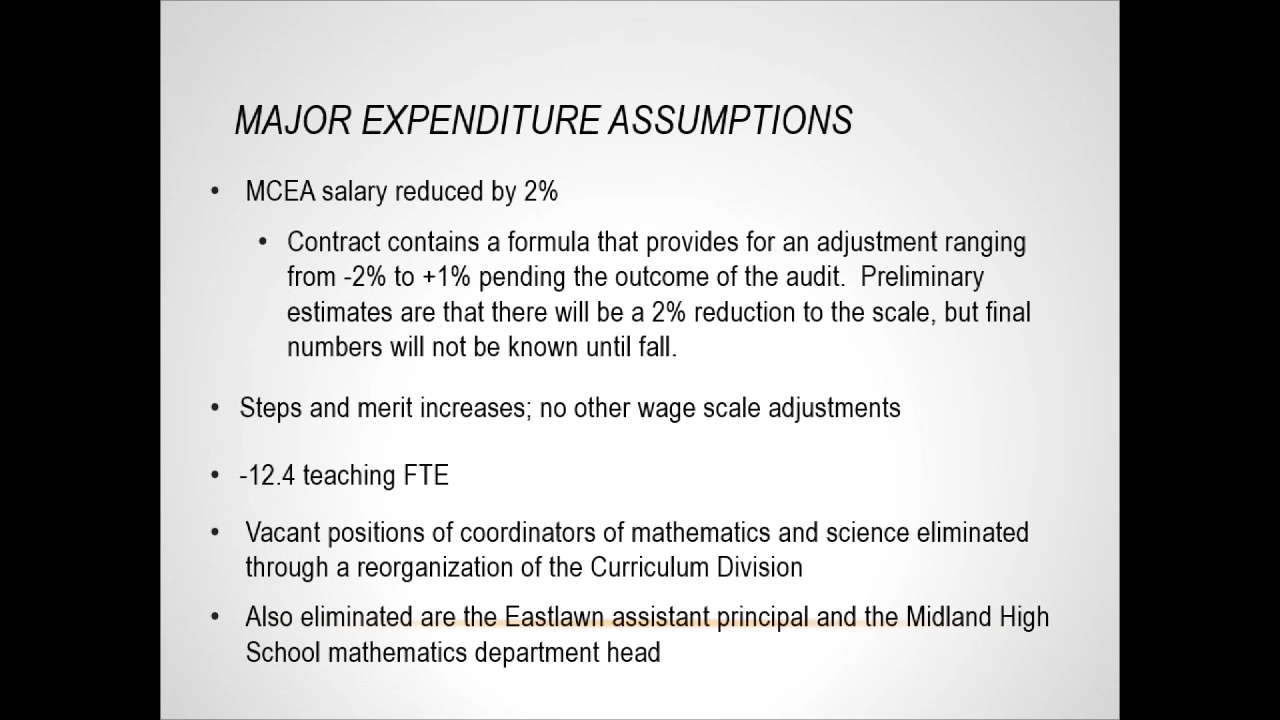 MAJOR EXPENDITURE ASSUMPTIONS
• MCEA salary reduced by 2%
• Contract contains a formula that provides for an adjustment ranging
from -2% to +1% pending the outcome of the audit.  Preliminary
estimates are that there will be a 2% reduction to the scale, but final
numbers will not be known until fall.
• Steps and merit increases; no other wage scale adjustments
• -12.4 teaching FTE
• Vacant positions of coordinators of mathematics and science eliminated
through a reorganization of the Curriculum Division
• Also eliminated are the Eastlawn assistant principal and the Midland High
School mathematics department head